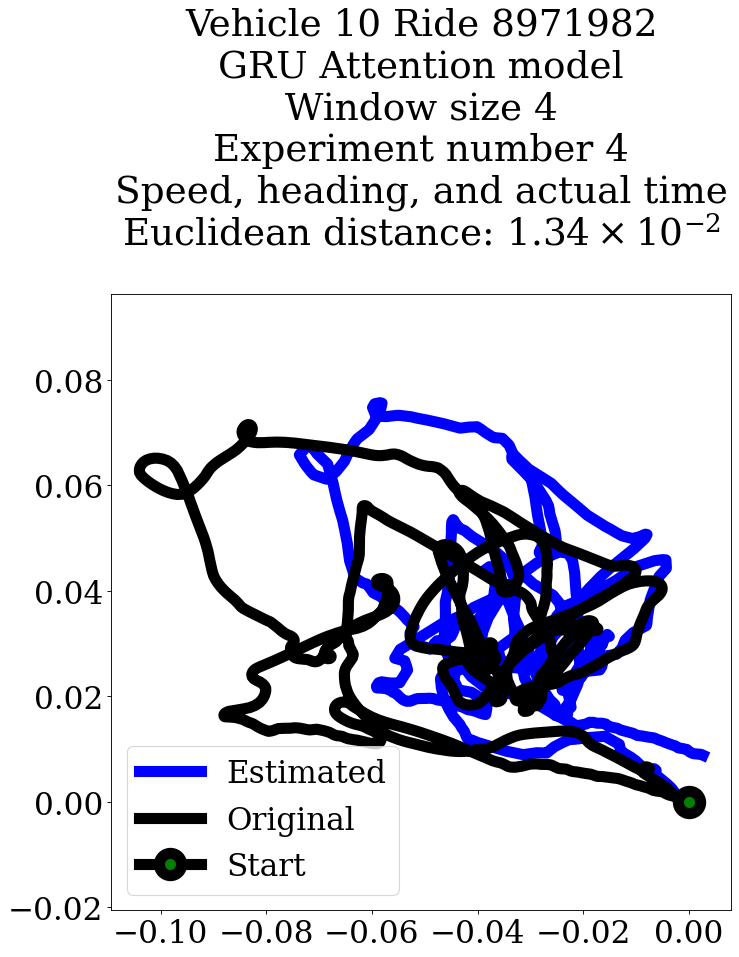 Vehicle 10 Ride 8971982
GRU Attention model
Window size 4
Experiment number 4
Speed, heading, and actual time
Euclidean distance: 1.34 × 10⁻²
0.08
0.06
0.04
0.02
0.00
−0.02
Estimated
Original
Start
−0.10 −0.08 −0.06 −0.04 −0.02 0.00